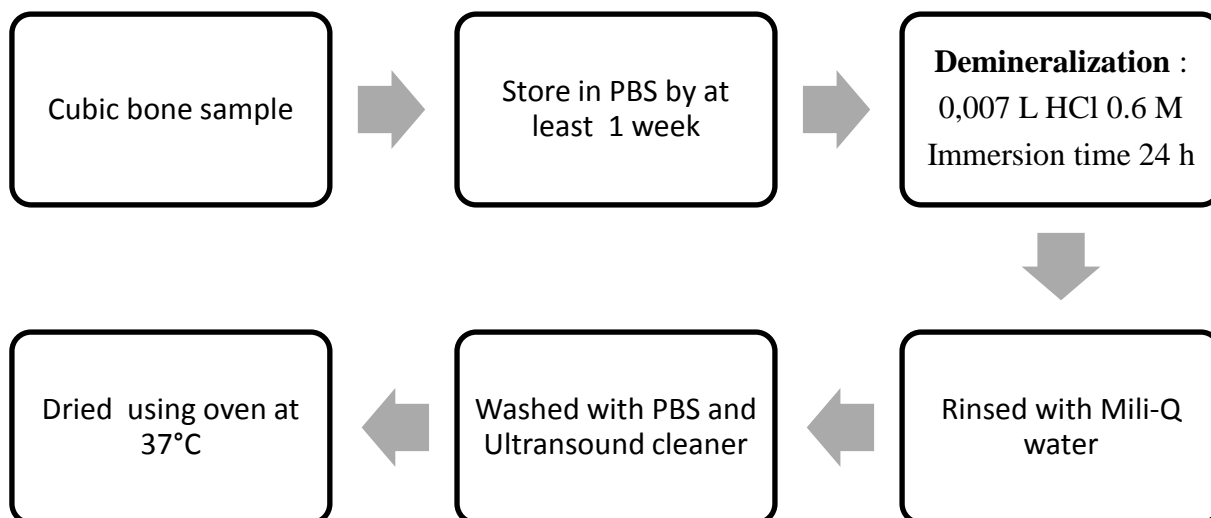 Cubic bone sample
Store in PBS by at
least 1 week
Demineralization :
0,007 L HCl 0.6 M
Immersion time 24 h
Rinsed with Mili-Q
water
Washed with PBS and
Ultransound cleaner
Dried using oven at
37°C